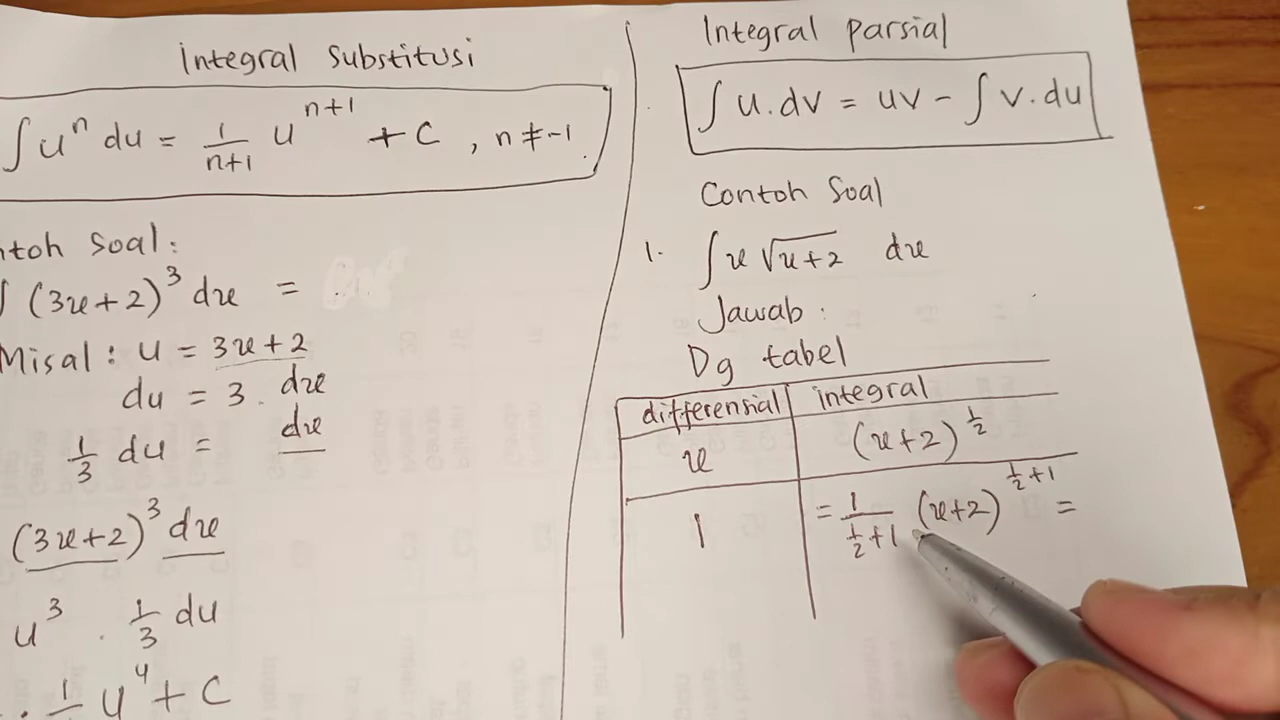 Integral Substitusi
∫ uⁿ du = 1/(n+1) u^(n+1) + C , n ≠ -1
ntoh Soal :
∫ (3x+2)³ dx =
Misal : u = 3x+2
du = 3 . dx
1/3 du = dx
(3x+2)³ dx
u³ . 1/3 du
u⁴ + C
Integral Parsial
∫ u.dv = uv - ∫ v.du
Contoh Soal
1. ∫ x √(x+2) dx
Jawab :
Dg tabel
differensial integral
x (x+2)^(1/2)
1 = 1/(1/2+1) (x+2)^(1/2+1) =